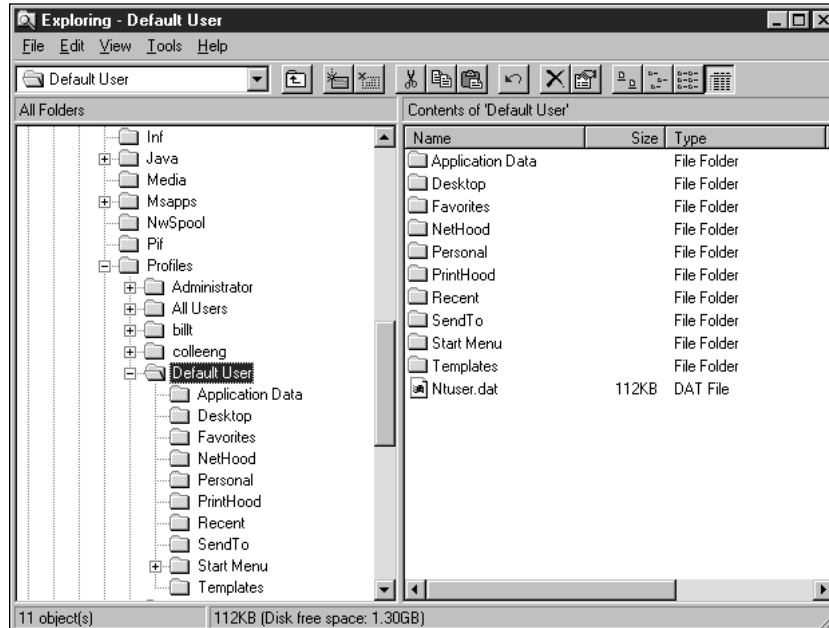 Exploring - Default User
File Edit View Tools Help
Default User
All Folders
Contents of 'Default User'
Inf
Java
Media
Msapps
NwSpool
Pif
Profiles
Administrator
All Users
billt
colleeng
Default User
Application Data
Desktop
Favorites
NetHood
Personal
PrintHood
Recent
SendTo
Start Menu
Templates
Name Size Type
Application Data File Folder
Desktop File Folder
Favorites File Folder
NetHood File Folder
Personal File Folder
PrintHood File Folder
Recent File Folder
SendTo File Folder
Start Menu File Folder
Templates File Folder
Ntuser.dat 112KB DAT File
11 object(s) 112KB (Disk free space: 1.30GB)